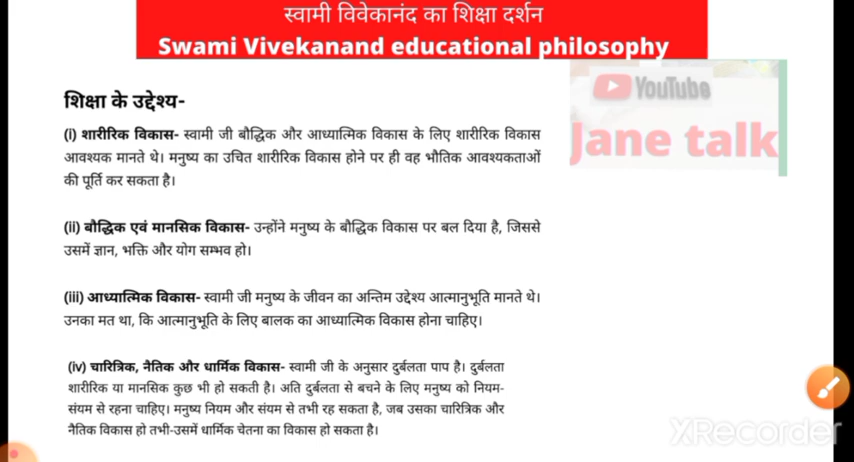 स्वामी विवेकानंद का शिक्षा दर्शन
Swami Vivekanand educational philosophy
YouTube
Jane talk
शिक्षा के उद्देश्य-
(i) शारीरिक विकास- स्वामी जी बौद्धिक और आध्यात्मिक विकास के लिए शारीरिक विकास
आवश्यक मानते थे। मनुष्य का उचित शारीरिक विकास होने पर ही वह भौतिक आवश्यकताओं
की पूर्ति कर सकता है।
(ii) बौद्धिक एवं मानसिक विकास- उन्होंने मनुष्य के बौद्धिक विकास पर बल दिया है, जिससे
उसमें ज्ञान, भक्ति और योग सम्भव हो।
(iii) आध्यात्मिक विकास- स्वामी जी मनुष्य के जीवन का अन्तिम उद्देश्य आत्मानुभूति मानते थे।
उनका मत था, कि आत्मानुभूति के लिए बालक का आध्यात्मिक विकास होना चाहिए।
(iv) चारित्रिक, नैतिक और धार्मिक विकास- स्वामी जी के अनुसार दुर्बलता पाप है। दुर्बलता
शारीरिक या मानसिक कुछ भी हो सकती है। अति दुर्बलता से बचने के लिए मनुष्य को नियम-
संयम से रहना चाहिए। मनुष्य नियम और संयम से तभी रह सकता है, जब उसका चारित्रिक और
नैतिक विकास हो तभी-उसमें धार्मिक चेतना का विकास हो सकता है।
XRecorder